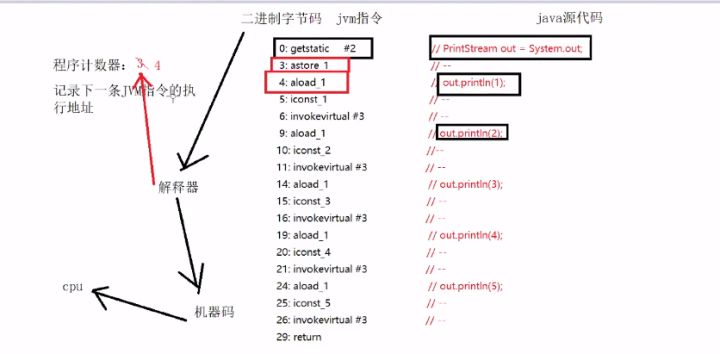 二进制字节码 jvm指令 java源代码
0: getstatic #2 // PrintStream out = System.out;
程序计数器: 3 4
3: astore_1 // --
记录下一条JVM指令的执行地址
4: aload_1 // out.println(1);
5: iconst_1 // --
6: invokevirtual #3 // --
9: aload_1 // out.println(2);
10: iconst_2 //--
11: invokevirtual #3 // --
解释器
14: aload_1 // out.println(3);
15: iconst_3 // --
16: invokevirtual #3 // --
19: aload_1 // out.println(4);
20: iconst_4 // --
21: invokevirtual #3 // --
cpu
24: aload_1 // out.println(5);
机器码
25: iconst_5 // --
26: invokevirtual #3 // --
29: return